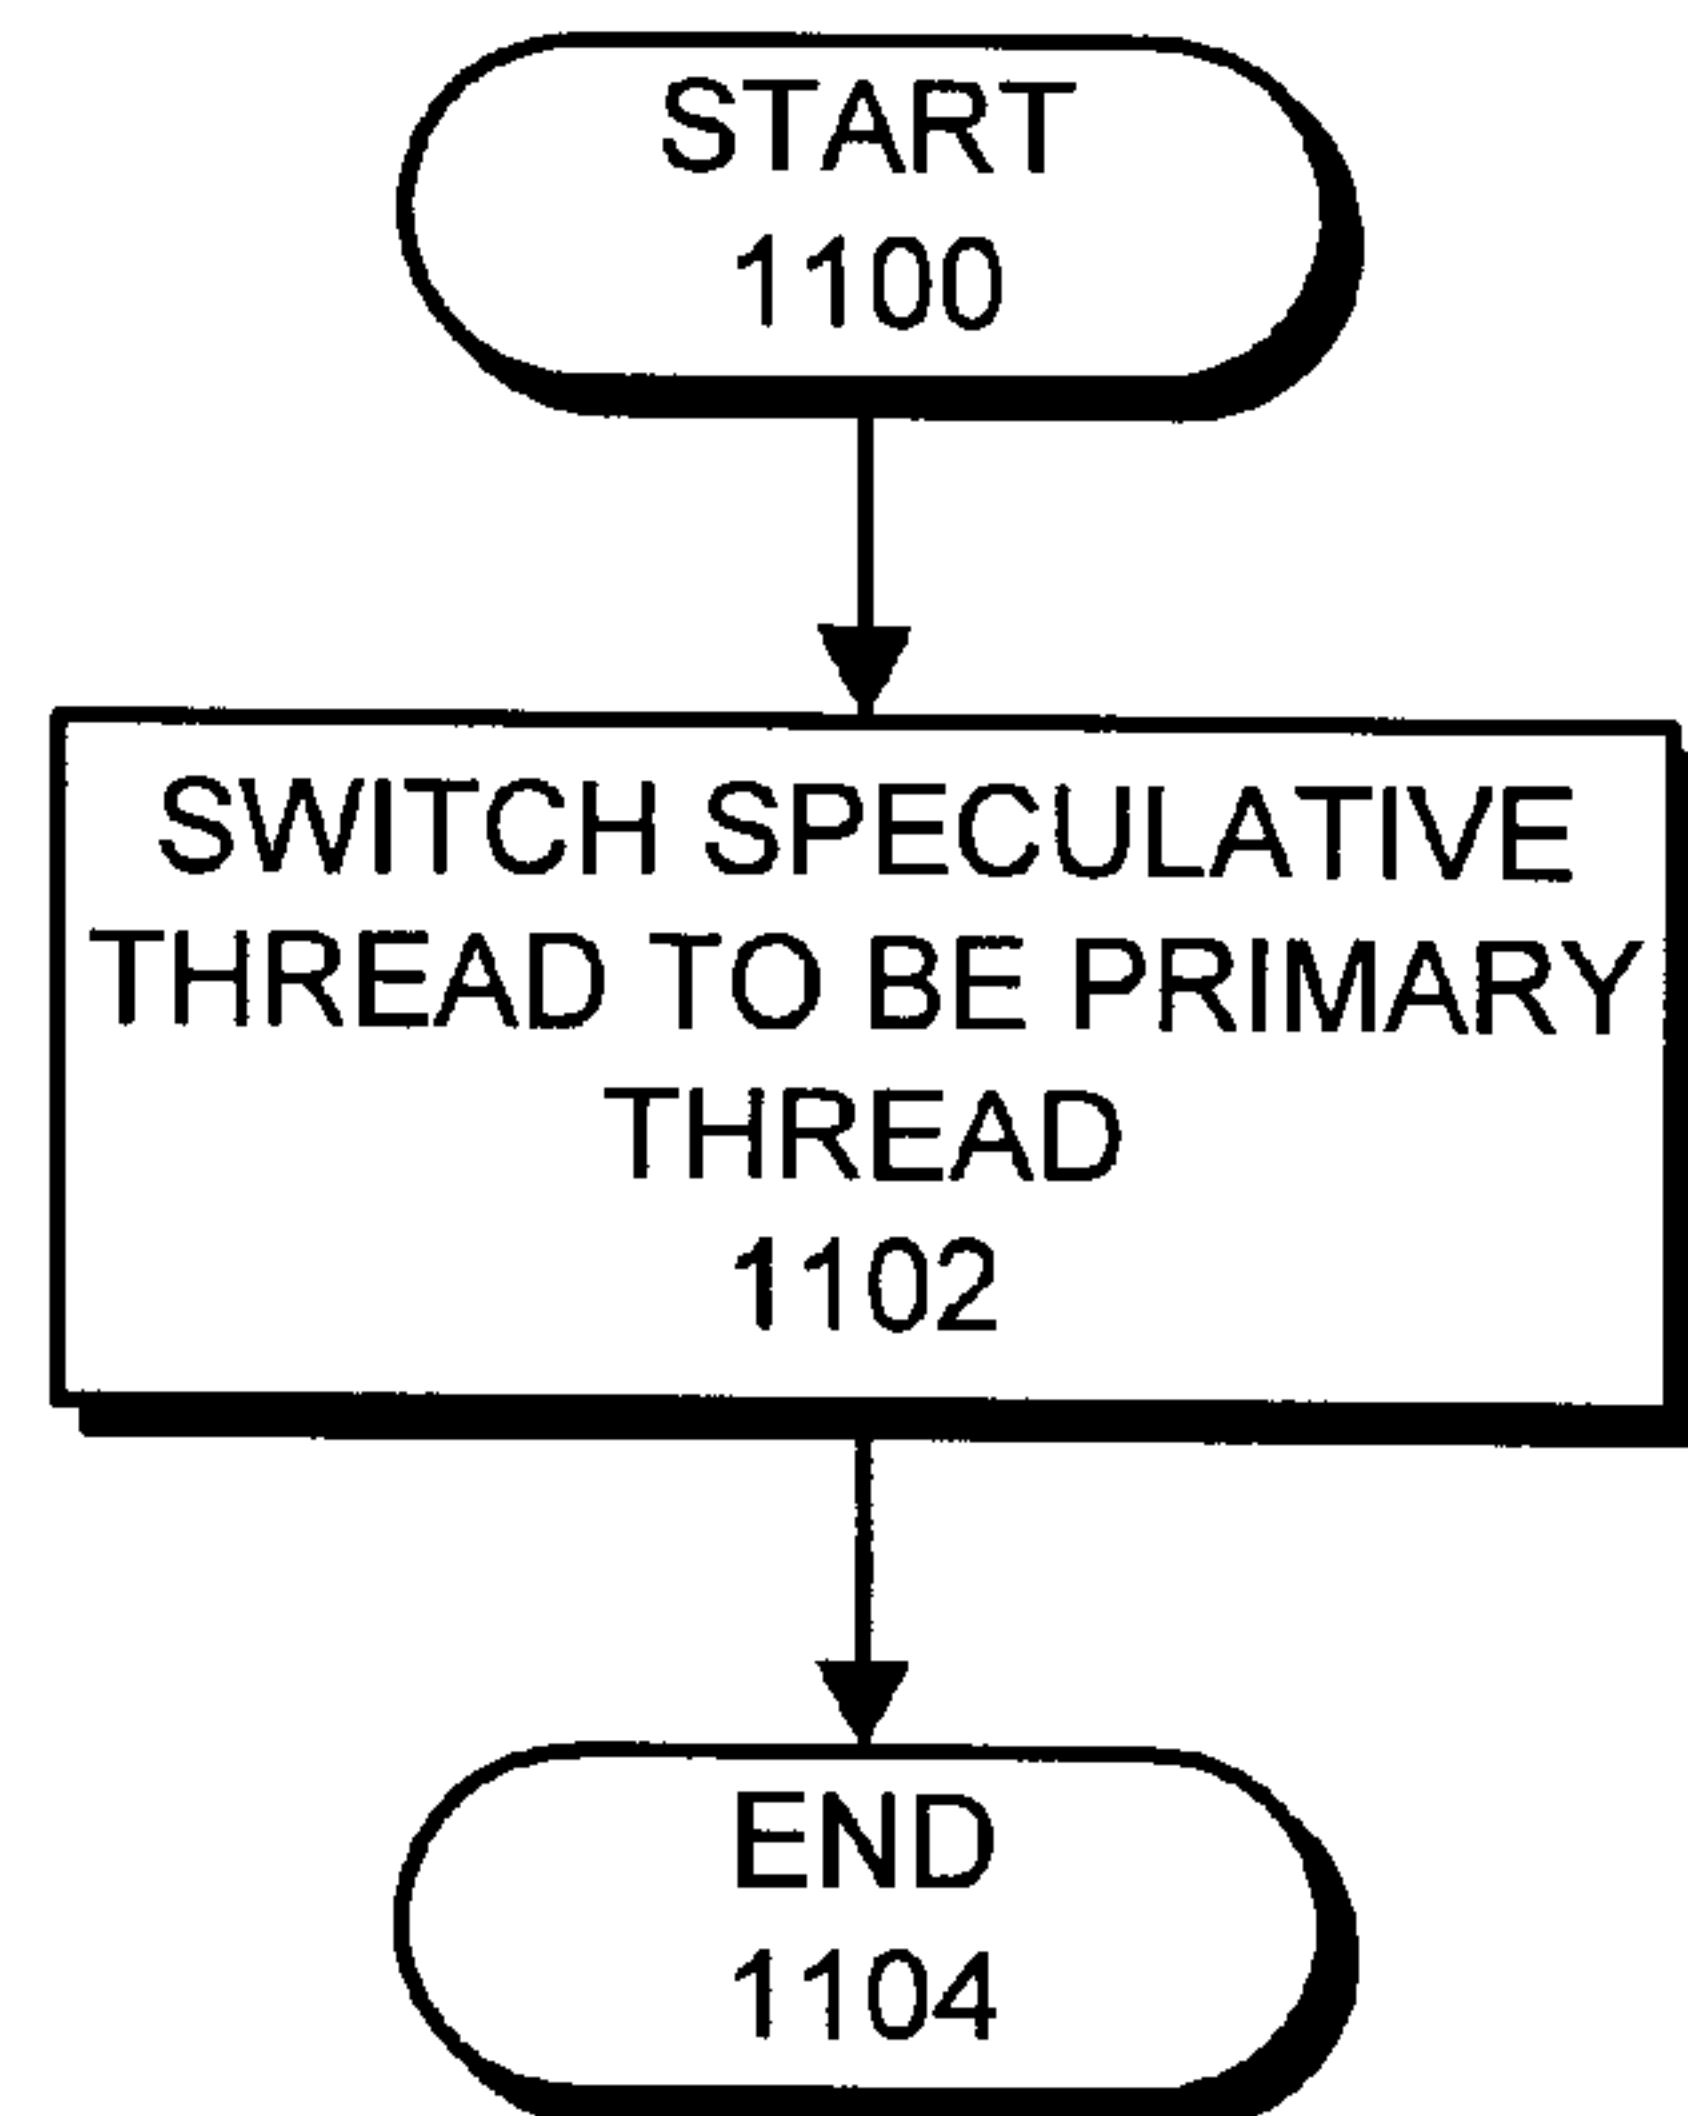 START
1100
SWITCH SPECULATIVE
THREAD TO BE PRIMARY
THREAD
1102
END
1104